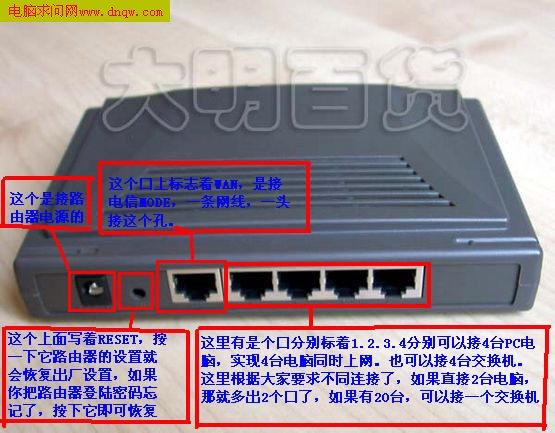 电脑求问网www.dnqw.com
大明百货
这个口上标志着WAN，是接
电信MODE，一条网线，一头
接这个孔。
这个是接路
由器电源的
这个上面写着RESET，按
一下它路由器的设置就
会恢复出厂设置，如果
你把路由器登陆密码忘
记了，按下它即可恢复
这里有是个口分别标着1.2.3.4分别可以接4台PC电
脑，实现4台电脑同时上网。也可以接4台交换机。
这里根据大家要求不同连接了，如果直接2台电脑，
那就多出2个口了，如果有20台，可以接一个交换机